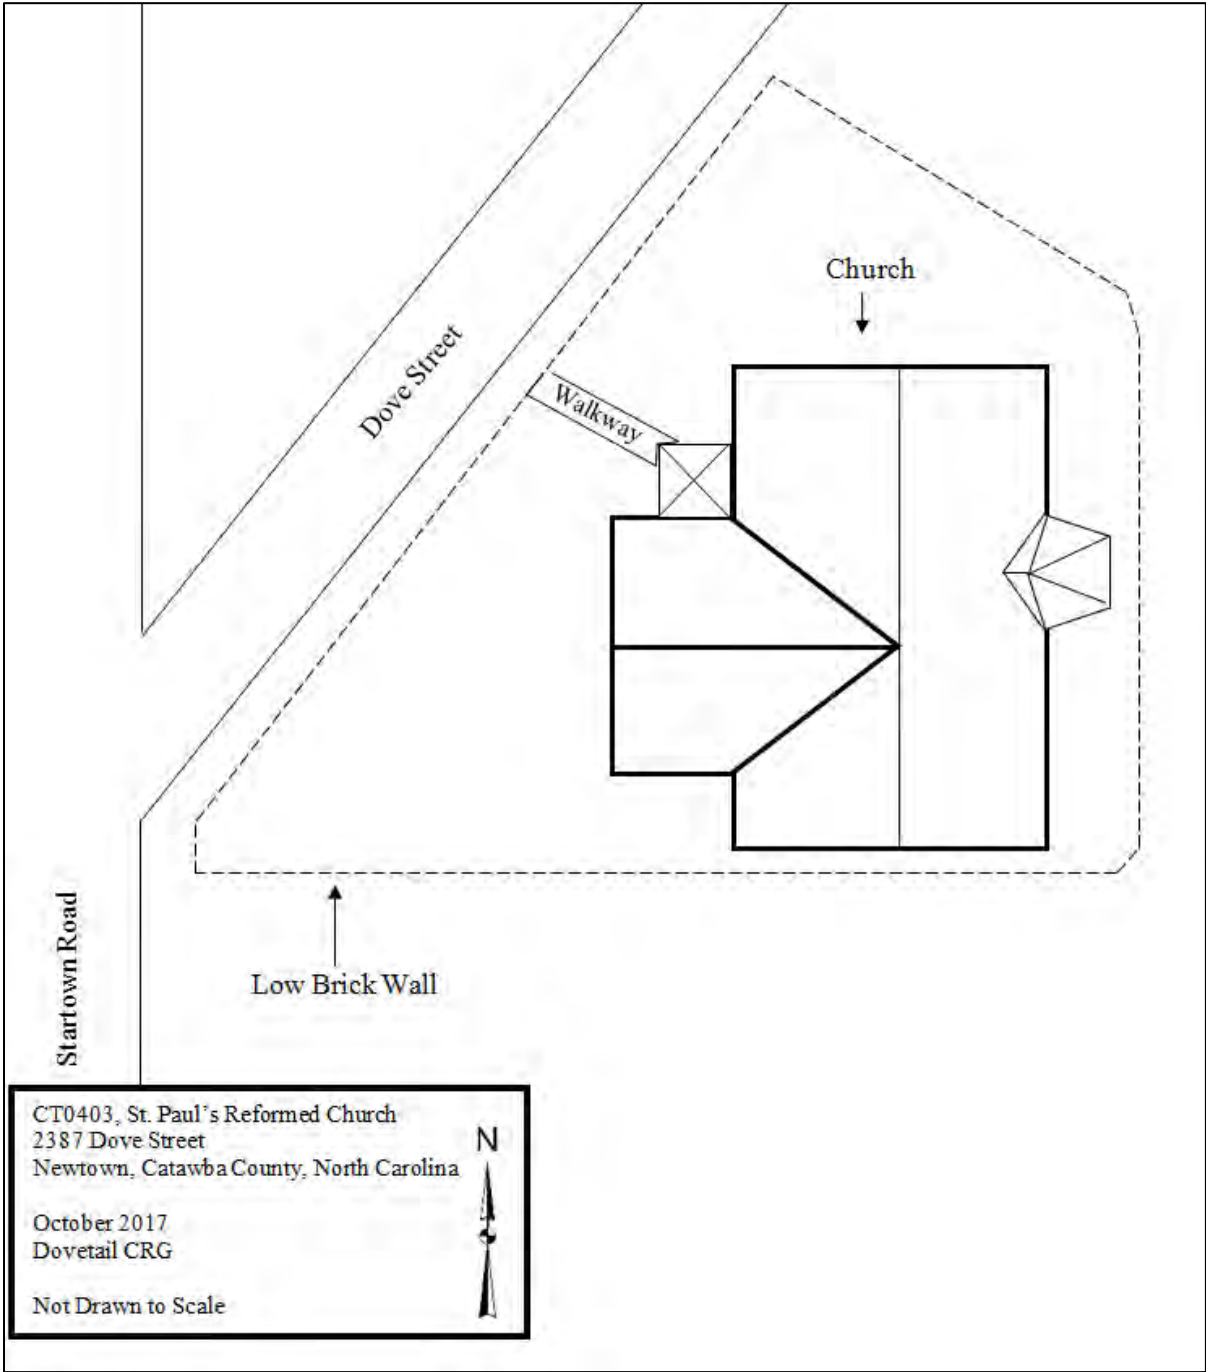 Church
Dove Street
Walkway
Startown Road
Low Brick Wall
CT0403, St. Paul's Reformed Church
2387 Dove Street
Newtown, Catawba County, North Carolina
N
October 2017
Dovetail CRG
Not Drawn to Scale